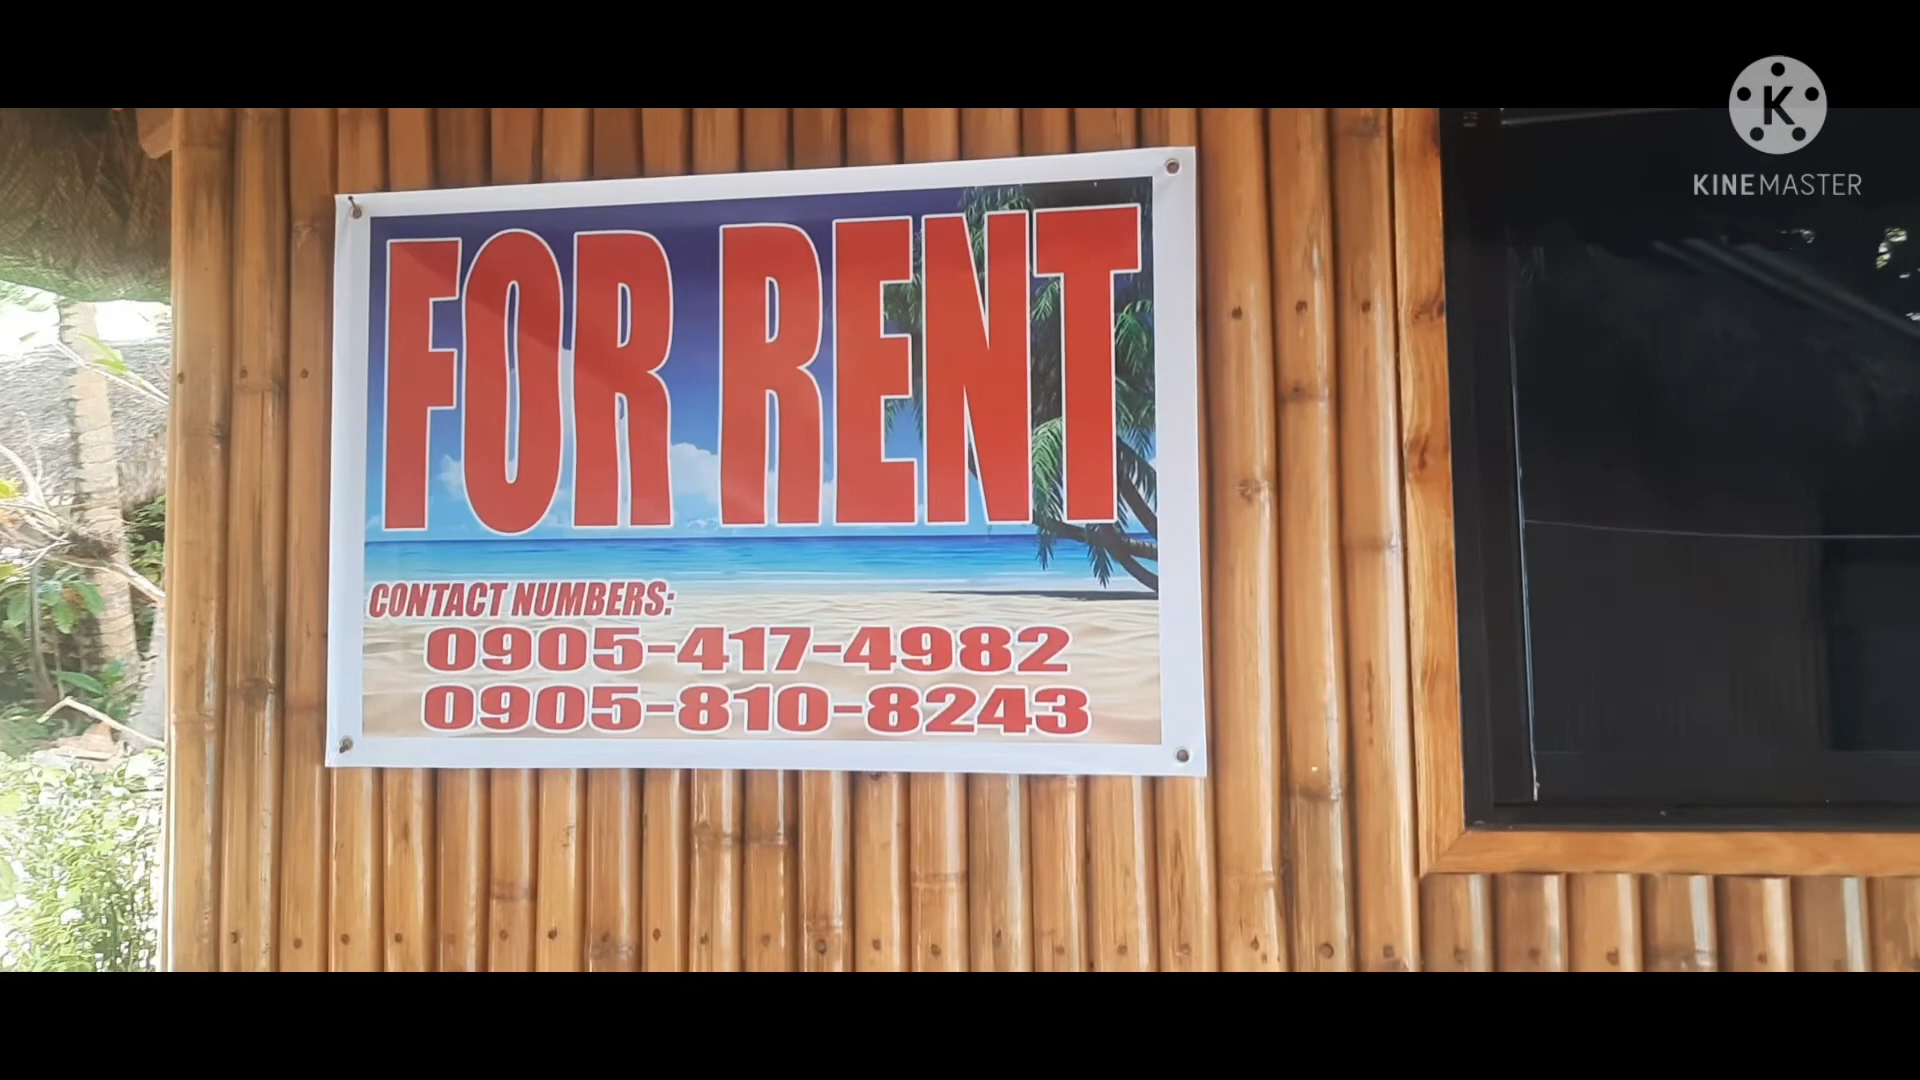 K
KINEMASTER
FOR RENT
CONTACT NUMBERS:
0905-417-4982
0905-810-8243